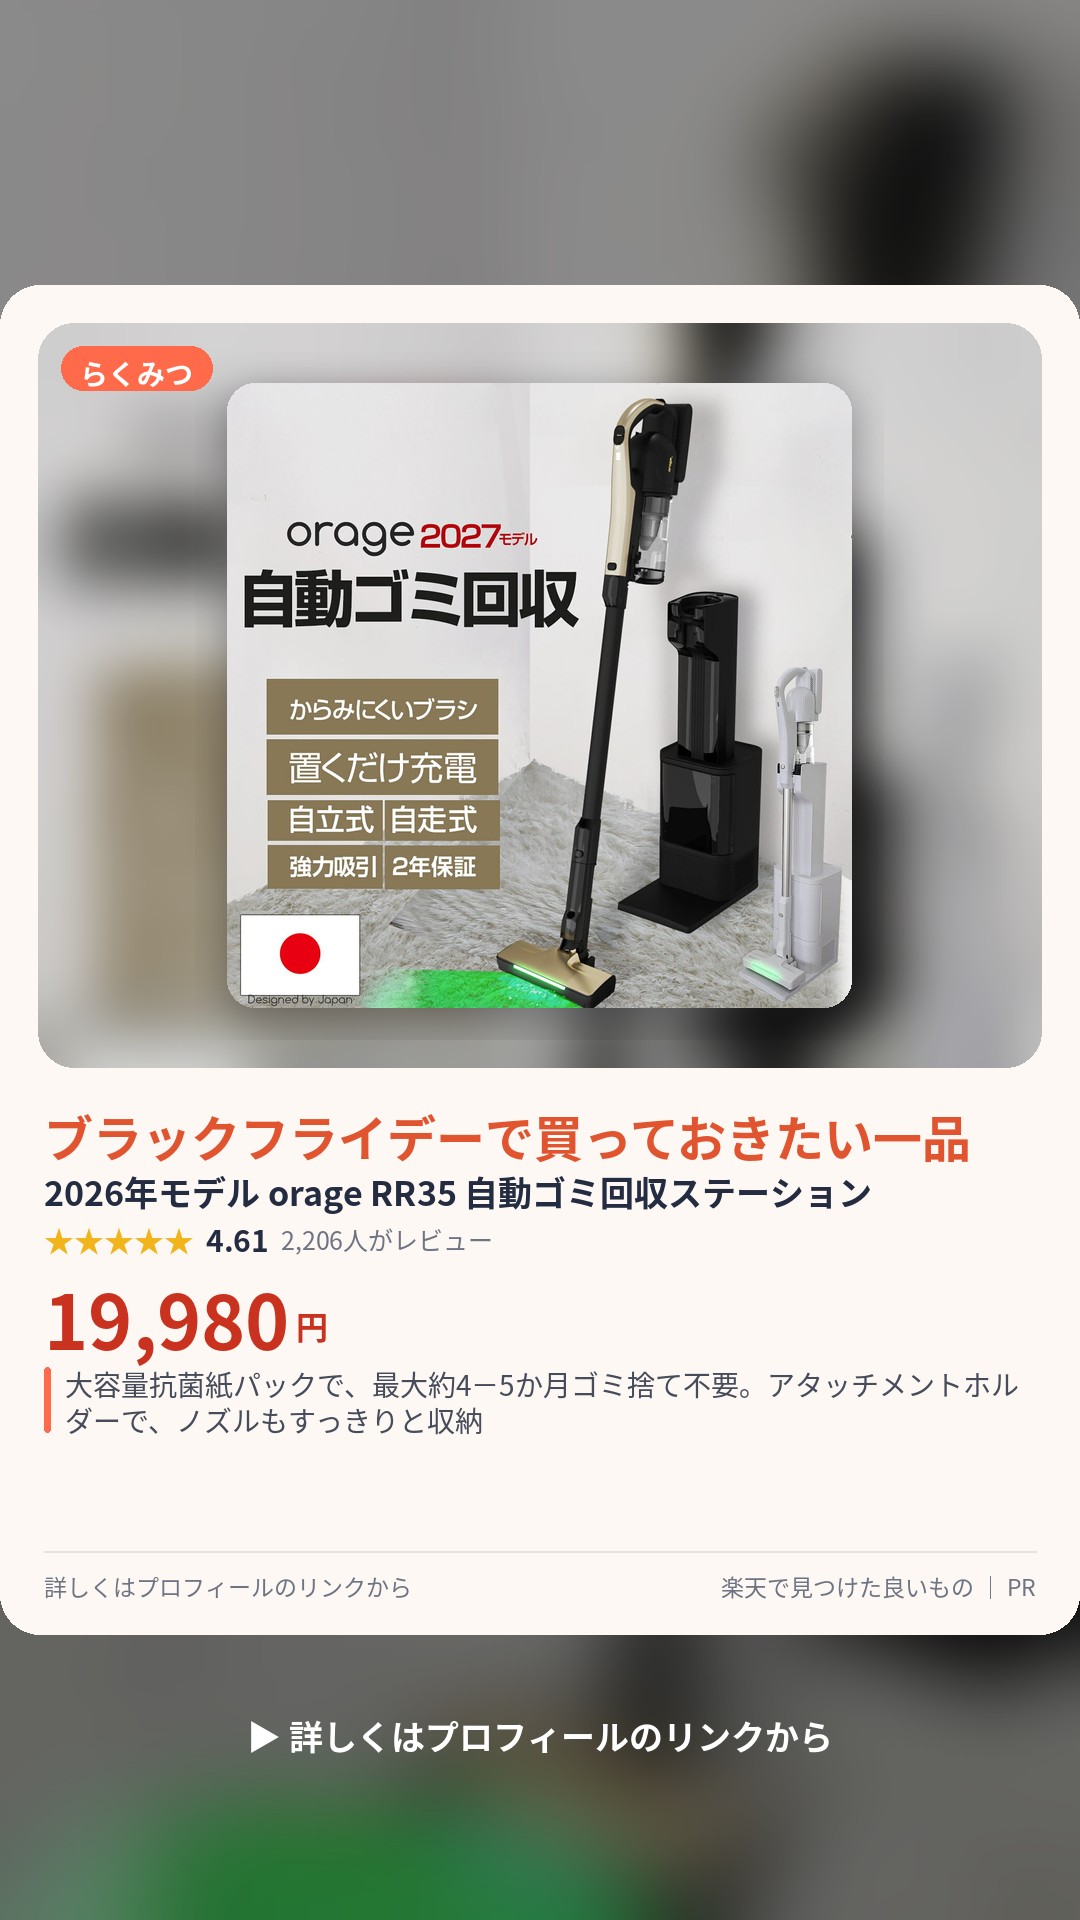 らくみつ
orage 2027モデル
自動ゴミ回収
からみにくいブラシ
置くだけ充電
自立式 自走式
強力吸引 2年保証
Designed by Japan
ブラックフライデーで買っておきたい一品
2026年モデル orage RR35 自動ゴミ回収ステーション
★★★★★ 4.61 2,206人がレビュー
19,980円
大容量抗菌紙パックで、最大約4－5か月ゴミ捨て不要。アタッチメントホル
ダーで、ノズルもすっきりと収納
詳しくはプロフィールのリンクから
楽天で見つけた良いもの｜PR
▶ 詳しくはプロフィールのリンクから